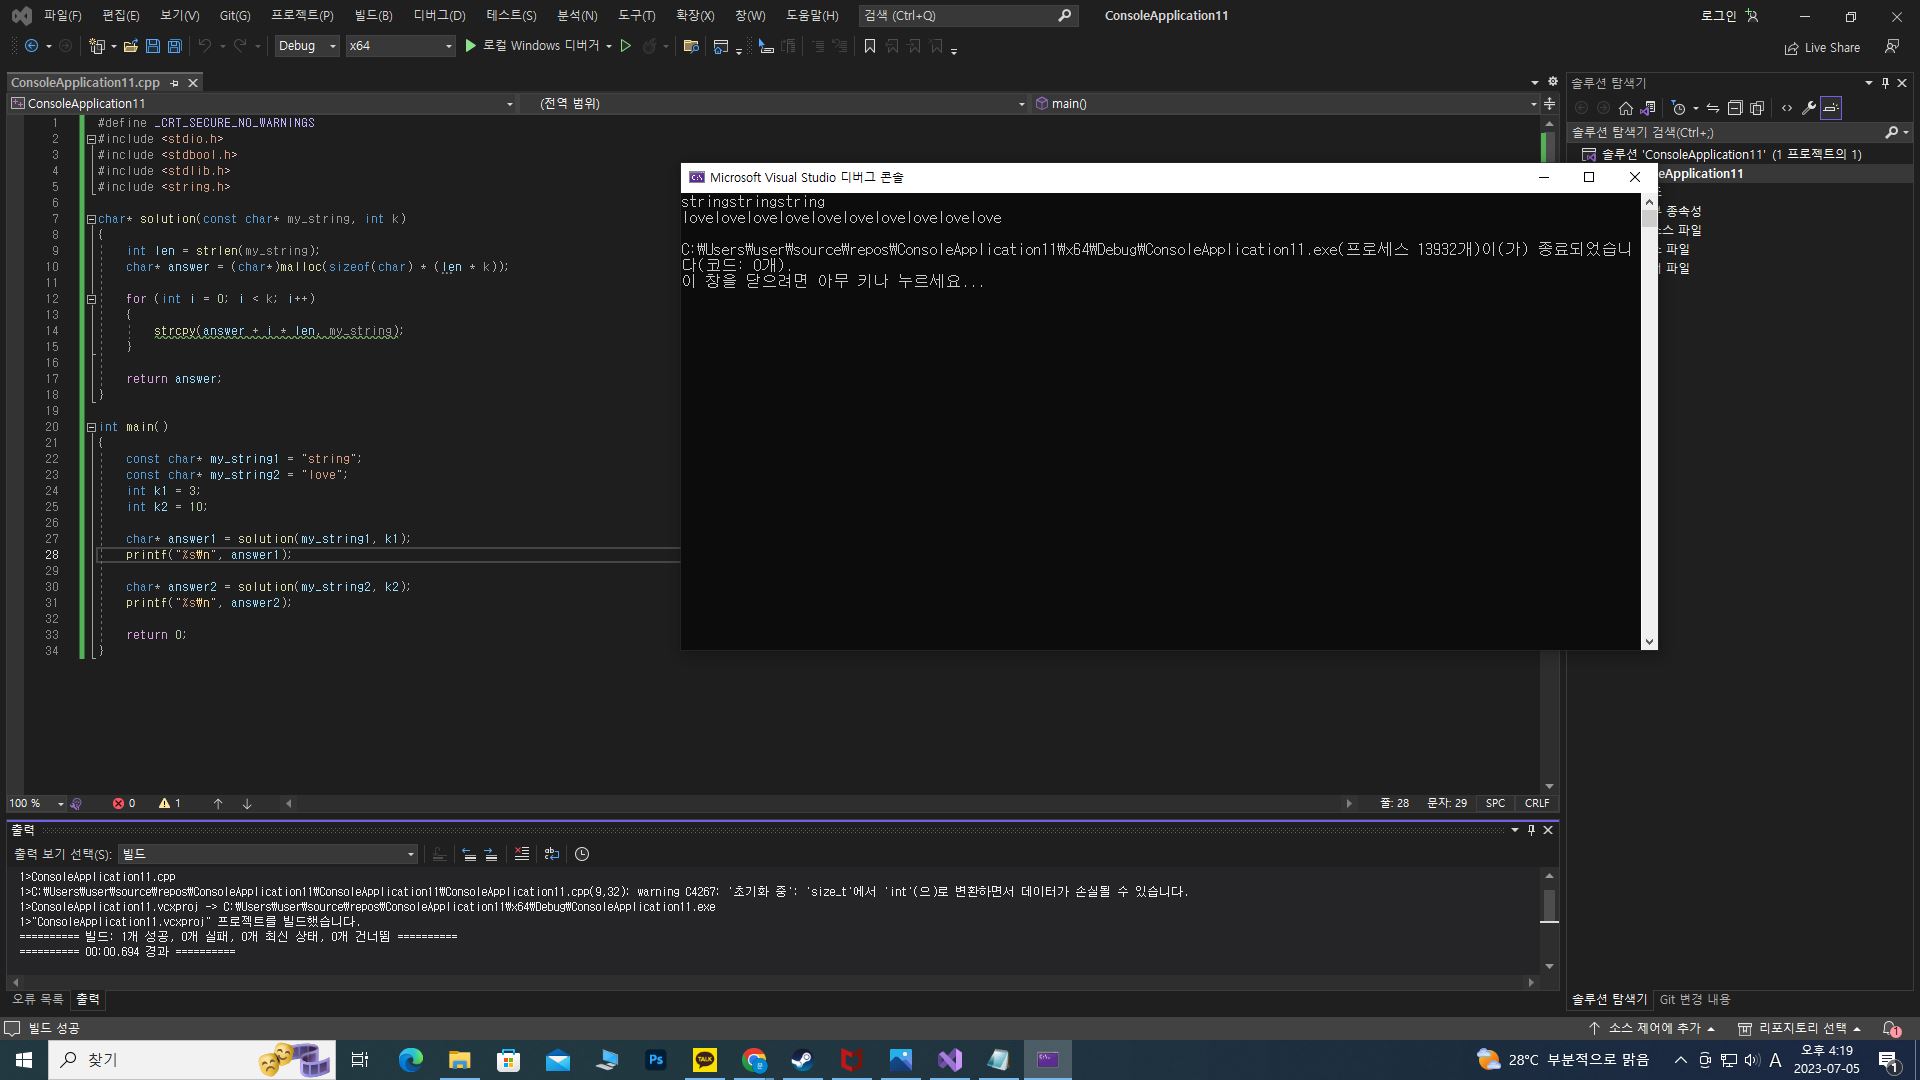 파일(F) 편집(E) 보기(V) Git(G) 프로젝트(P) 빌드(B) 디버그(D) 테스트(S) 분석(N) 도구(T) 확장(X) 창(W) 도움말(H) 검색 (Ctrl+Q) ConsoleApplication11 로그인
Debug x64 로컬 Windows 디버거 Live Share
ConsoleApplication11.cpp
ConsoleApplication11 (전역 범위) main()
1 #define _CRT_SECURE_NO_WARNINGS
2 #include <stdio.h>
3 #include <stdbool.h>
4 #include <stdlib.h>
5 #include <string.h>
6
7 char* solution(const char* my_string, int k)
8 {
9 int len = strlen(my_string);
10 char* answer = (char*)malloc(sizeof(char) * (len * k));
11
12 for (int i = 0; i < k; i++)
13 {
14 strcpy(answer + i * len, my_string);
15 }
16
17 return answer;
18 }
19
20 int main()
21 {
22 const char* my_string1 = "string";
23 const char* my_string2 = "love";
24 int k1 = 3;
25 int k2 = 10;
26
27 char* answer1 = solution(my_string1, k1);
28 printf("%s₩n", answer1);
29
30 char* answer2 = solution(my_string2, k2);
31 printf("%s₩n", answer2);
32
33 return 0;
34 }
Microsoft Visual Studio 디버그 콘솔
stringstringstring
lovelovelovelovelovelovelovelovelovelove
C:₩Users₩user₩source₩repos₩ConsoleApplication11₩x64₩Debug₩ConsoleApplication11.exe(프로세스 13932개)이(가) 종료되었습니
다(코드: 0개).
이 창을 닫으려면 아무 키나 누르세요...
솔루션 탐색기
솔루션 탐색기 검색(Ctrl+;)
솔루션 'ConsoleApplication11' (1 프로젝트의 1)
eApplication11
종속성
스 파일
파일
파일
100 % 0 1 줄: 28 문자: 29 SPC CRLF
출력
출력 보기 선택(S): 빌드
1>ConsoleApplication11.cpp
1>C:₩Users₩user₩source₩repos₩ConsoleApplication11₩ConsoleApplication11₩ConsoleApplication11.cpp(9,32): warning C4267: '초기화 중': 'size_t'에서 'int'(으)로 변환하면서 데이터가 손실될 수 있습니다.
1>ConsoleApplication11.vcxproj -> C:₩Users₩user₩source₩repos₩ConsoleApplication11₩x64₩Debug₩ConsoleApplication11.exe
1>"ConsoleApplication11.vcxproj" 프로젝트를 빌드했습니다.
========== 빌드: 1개 성공, 0개 실패, 0개 최신 상태, 0개 건너뜀 ==========
========== 00:00.694 경과 ==========
오류 목록 출력
솔루션 탐색기 Git 변경 내용
빌드 성공 소스 제어에 추가 리포지토리 선택 1
찾기 Ps TALK 28°C 부분적으로 맑음 A 오후 4:19
2023-07-05 1